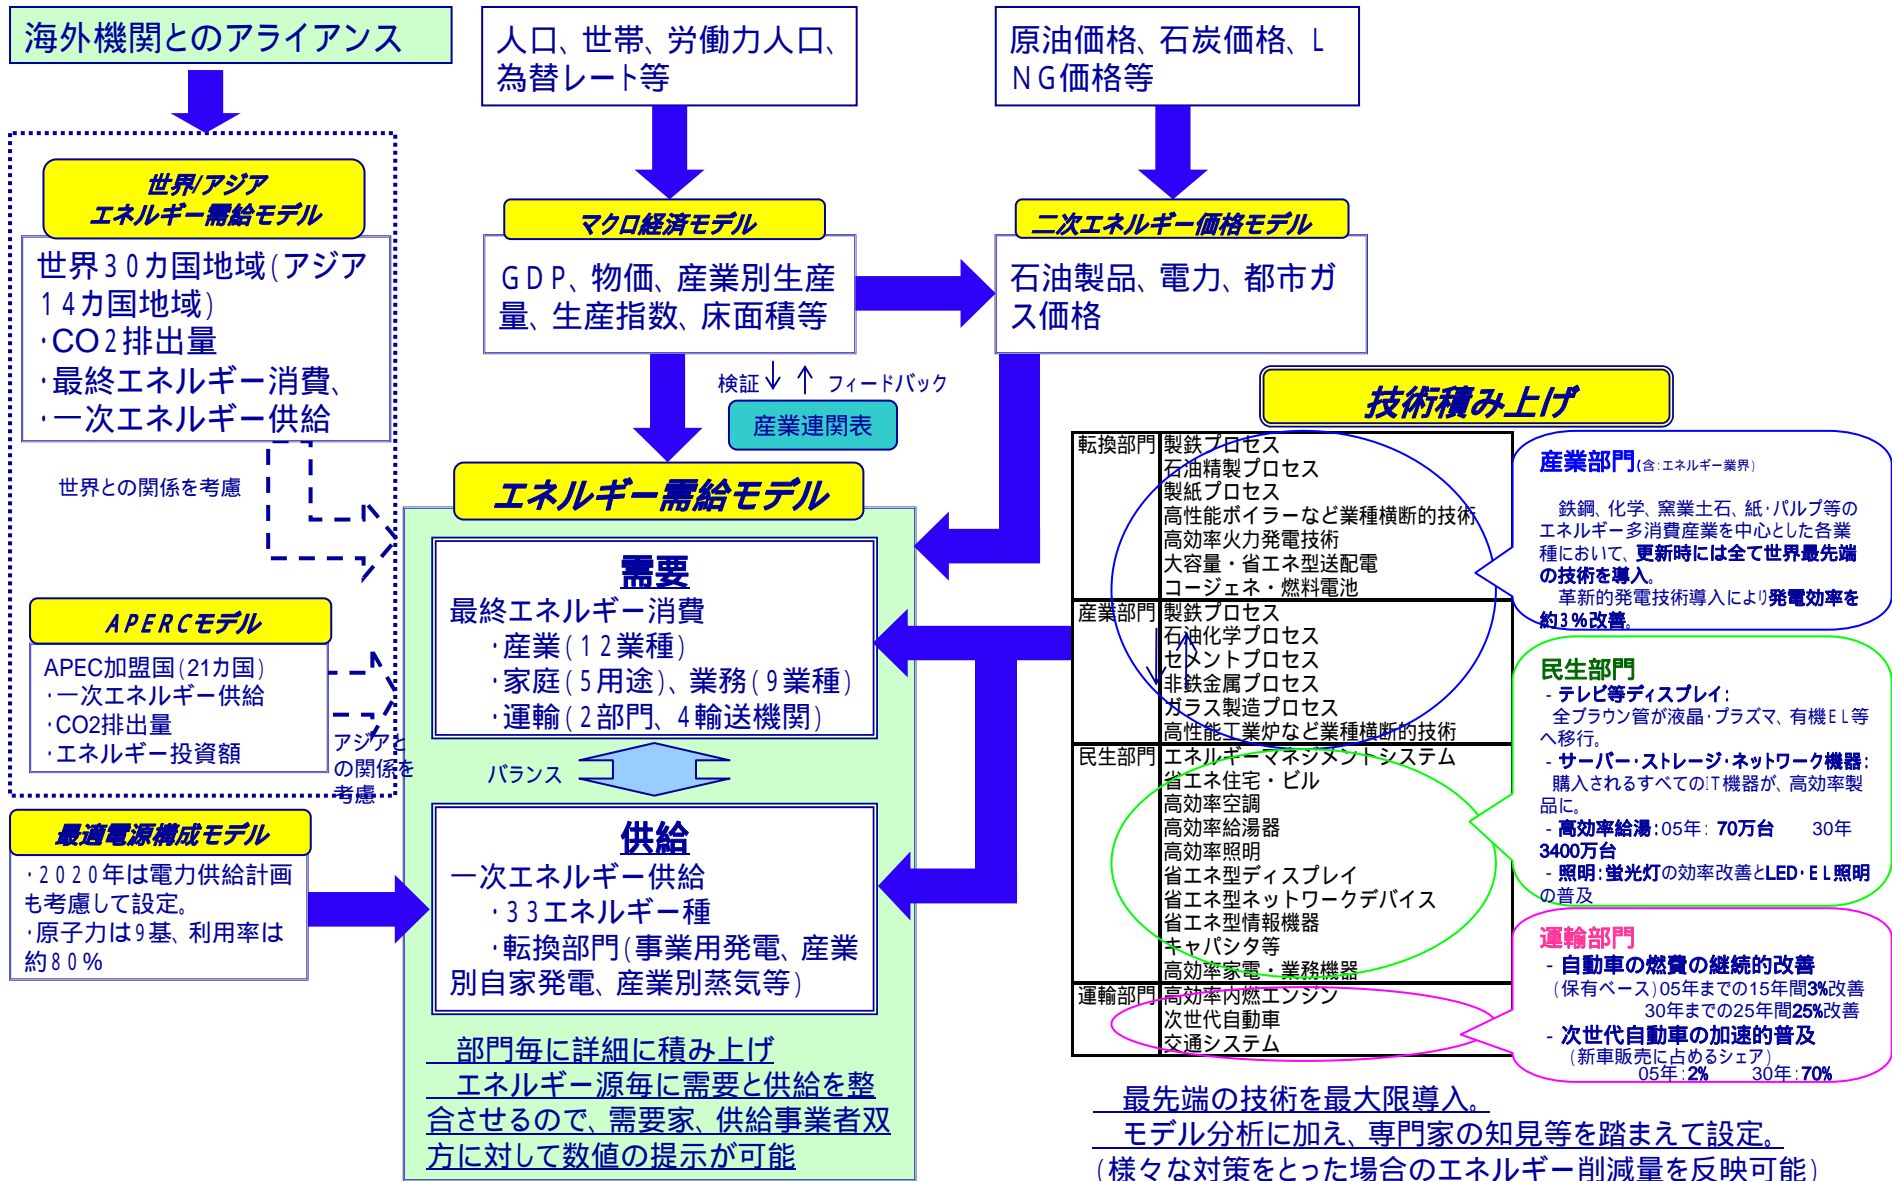 海外機関とのアライアンス
人口、世帯、労働力人口、
為替レート等
原油価格、石炭価格、L
NG価格等
世界/アジア
エネルギー需給モデル
世界30カ国地域(アジア
14カ国地域)
・CO2排出量
・最終エネルギー消費、
・一次エネルギー供給
世界との関係を考慮
マクロ経済モデル
GDP、物価、産業別生産
量、生産指数、床面積等
二次エネルギー価格モデル
石油製品、電力、都市ガ
ス価格
検証↓ ↑ フィードバック
産業連関表
APERCモデル
APEC加盟国(21カ国)
・一次エネルギー供給
・CO2排出量
・エネルギー投資額
アジアと
の関係を
考慮
最適電源構成モデル
・2020年は電力供給計画
も考慮して設定。
・原子力は9基、利用率は
約80%
エネルギー需給モデル
需要
最終エネルギー消費
・産業(12業種)
・家庭(5用途)、業務(9業種)
・運輸(2部門、4輸送機関)
バランス
供給
一次エネルギー供給
・33エネルギー種
・転換部門(事業用発電、産業
別自家発電、産業別蒸気等)
部門毎に詳細に積み上げ
エネルギー源毎に需要と供給を整
合させるので、需要家、供給事業者双
方に対して数値の提示が可能
技術積み上げ
転換部門 製鉄プロセス
石油精製プロセス
製紙プロセス
高性能ボイラーなど業種横断的技術
高効率火力発電技術
大容量・省エネ型送配電
コージェネ・燃料電池
産業部門 製鉄プロセス
石油化学プロセス
セメントプロセス
非鉄金属プロセス
ガラス製造プロセス
高性能工業炉など業種横断的技術
民生部門 エネルギーマネジメントシステム
省エネ住宅・ビル
高効率空調
高効率給湯器
高効率照明
省エネ型ディスプレイ
省エネ型ネットワークデバイス
省エネ型情報機器
キャパシタ等
高効率家電・業務機器
運輸部門 高効率内燃エンジン
次世代自動車
交通システム
産業部門(含:エネルギー業界)
鉄鋼、化学、窯業土石、紙・パルプ等の
エネルギー多消費産業を中心とした各業
種において、更新時には全て世界最先端
の技術を導入。
革新的発電技術導入により発電効率を
約3%改善。
民生部門
- テレビ等ディスプレイ:
全ブラウン管が液晶・プラズマ、有機EL等
へ移行。
- サーバー・ストレージ・ネットワーク機器:
購入されるすべてのIT機器が、高効率製
品に。
- 高効率給湯:05年: 70万台 30年
3400万台
- 照明:蛍光灯の効率改善とLED・EL照明
の普及
運輸部門
- 自動車の燃費の継続的改善
(保有ベース)05年までの15年間3%改善
30年までの25年間25%改善
- 次世代自動車の加速的普及
(新車販売に占めるシェア)
05年:2% 30年:70%
最先端の技術を最大限導入。
モデル分析に加え、専門家の知見等を踏まえて設定。
(様々な対策をとった場合のエネルギー削減量を反映可能)